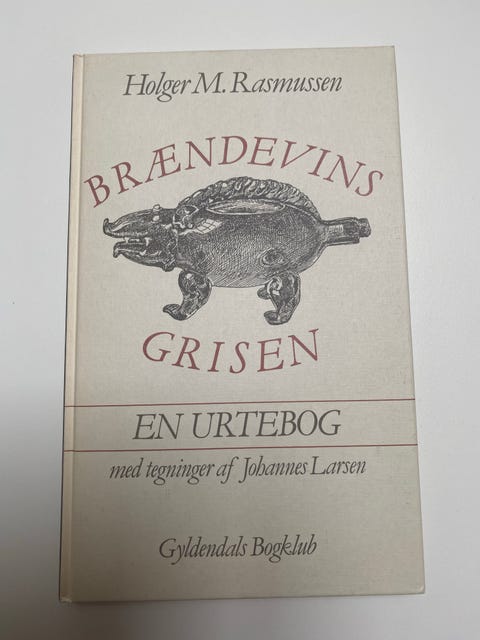 Holger M. Rasmussen
BRÆNDEVINS
GRISEN
EN URTEBOG
med tegninger af Johannes Larsen
Gyldendals Bogklub